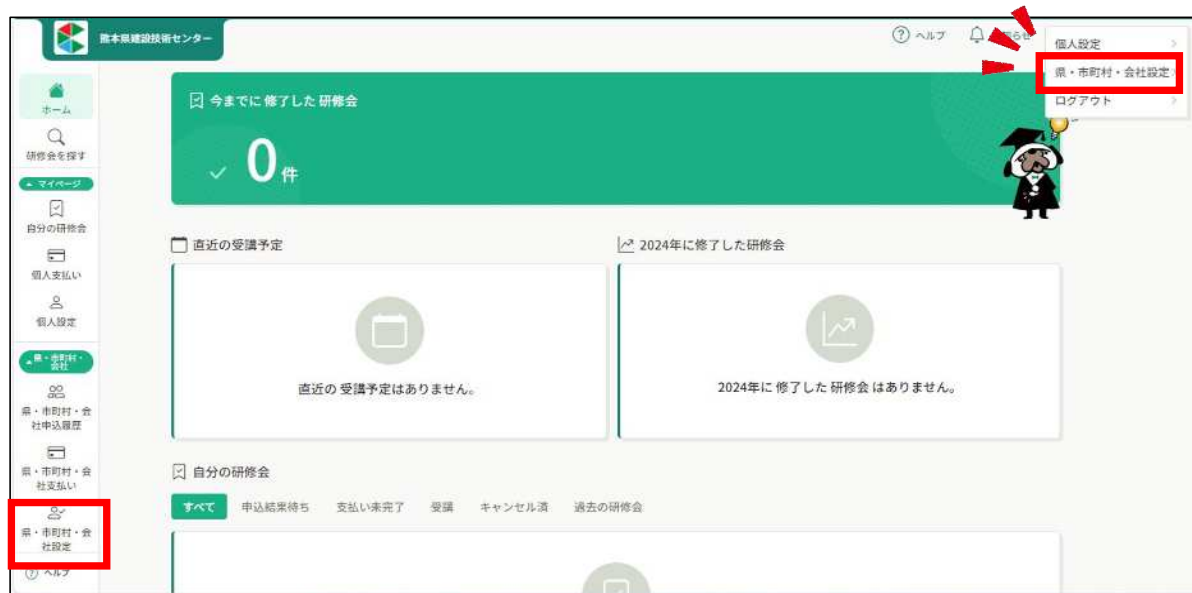 熊本県建設技術センター
ヘルプ
個人設定
県・市町村・会社設定
ログアウト
ホーム
研修会を探す
マイページ
自分の研修会
個人支払い
個人設定
県・市町村・
会社
県・市町村・会
社申込履歴
県・市町村・会
社支払い
県・市町村・会
社設定
ヘルプ
今までに修了した研修会
0件
直近の受講予定
直近の 受講予定はありません。
2024年に修了した研修会
2024年に 修了した 研修会 はありません。
自分の研修会
すべて 申込結果待ち 支払い未完了 受講 キャンセル済 過去の研修会